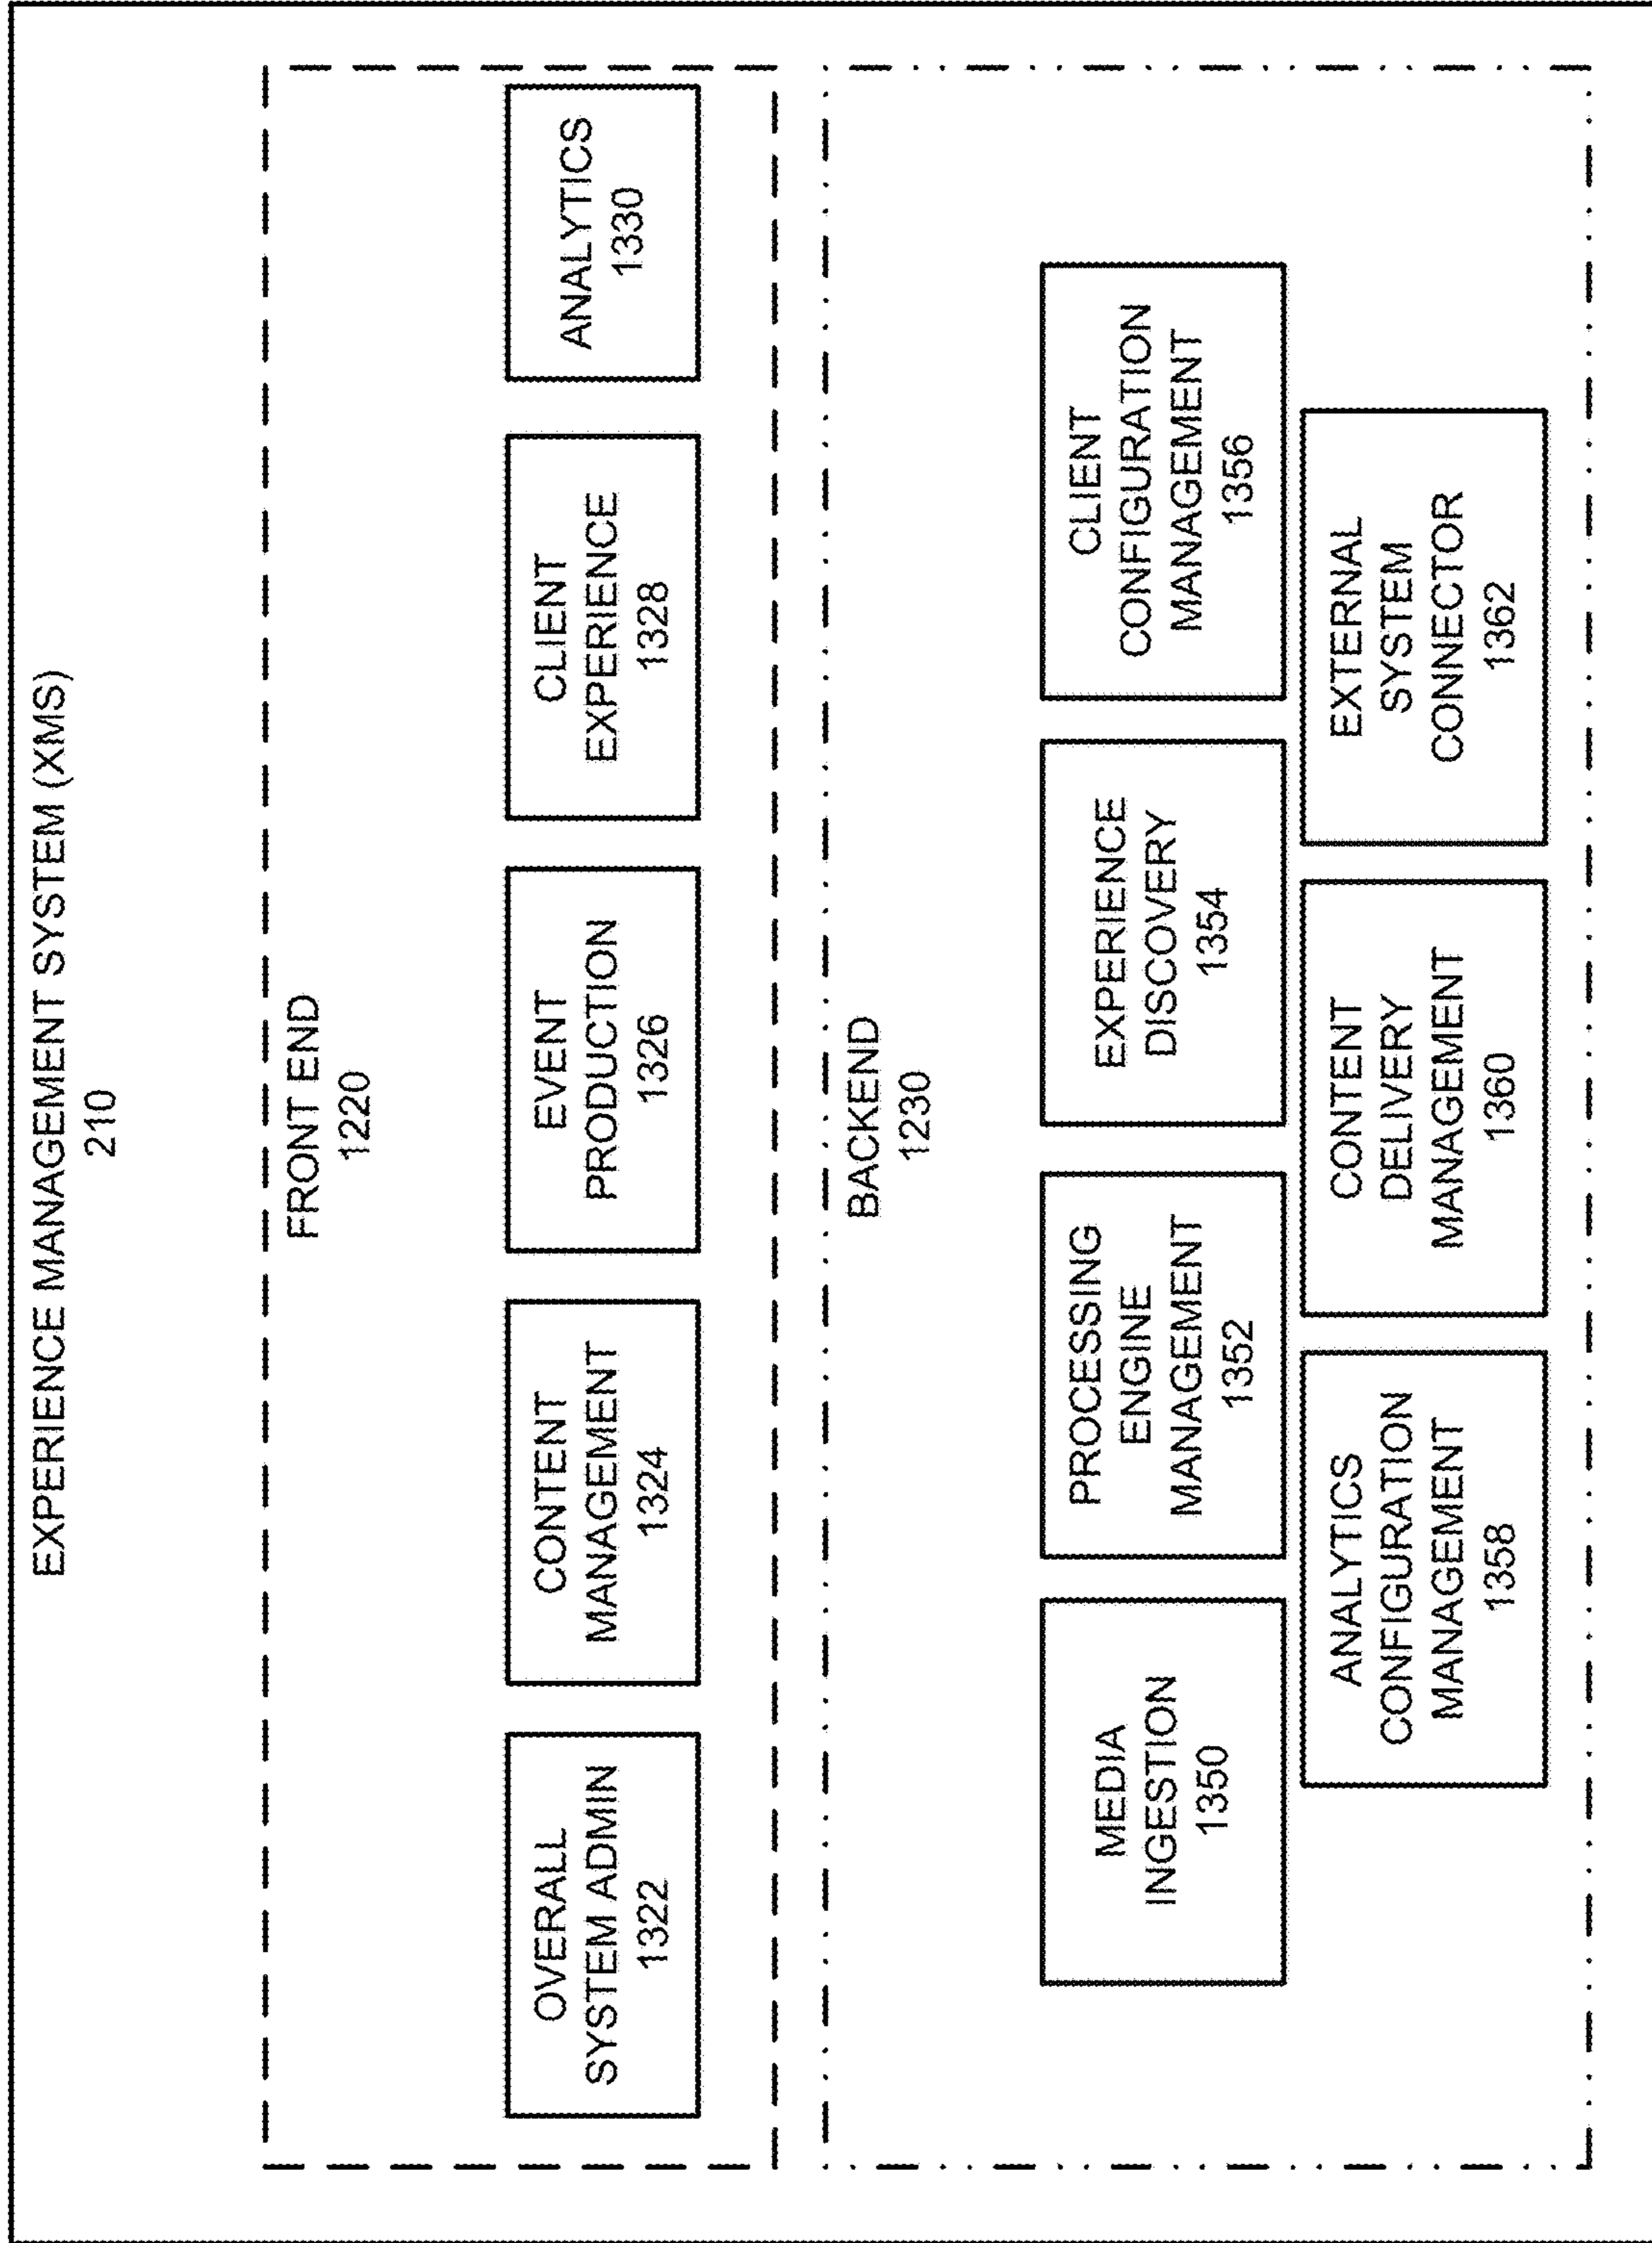 EXPERIENCE MANAGEMENT SYSTEM (XMS)
210
FRONT END
1220
OVERALL
SYSTEM ADMIN
1322
CONTENT
MANAGEMENT
1324
EVENT
PRODUCTION
1326
CLIENT
EXPERIENCE
1328
ANALYTICS
1330
BACKEND
1230
MEDIA
INGESTION
1350
PROCESSING
ENGINE
MANAGEMENT
1352
EXPERIENCE
DISCOVERY
1354
CLIENT
CONFIGURATION
MANAGEMENT
1356
ANALYTICS
CONFIGURATION
MANAGEMENT
1358
CONTENT
DELIVERY
MANAGEMENT
1360
EXTERNAL
SYSTEM
CONNECTOR
1362